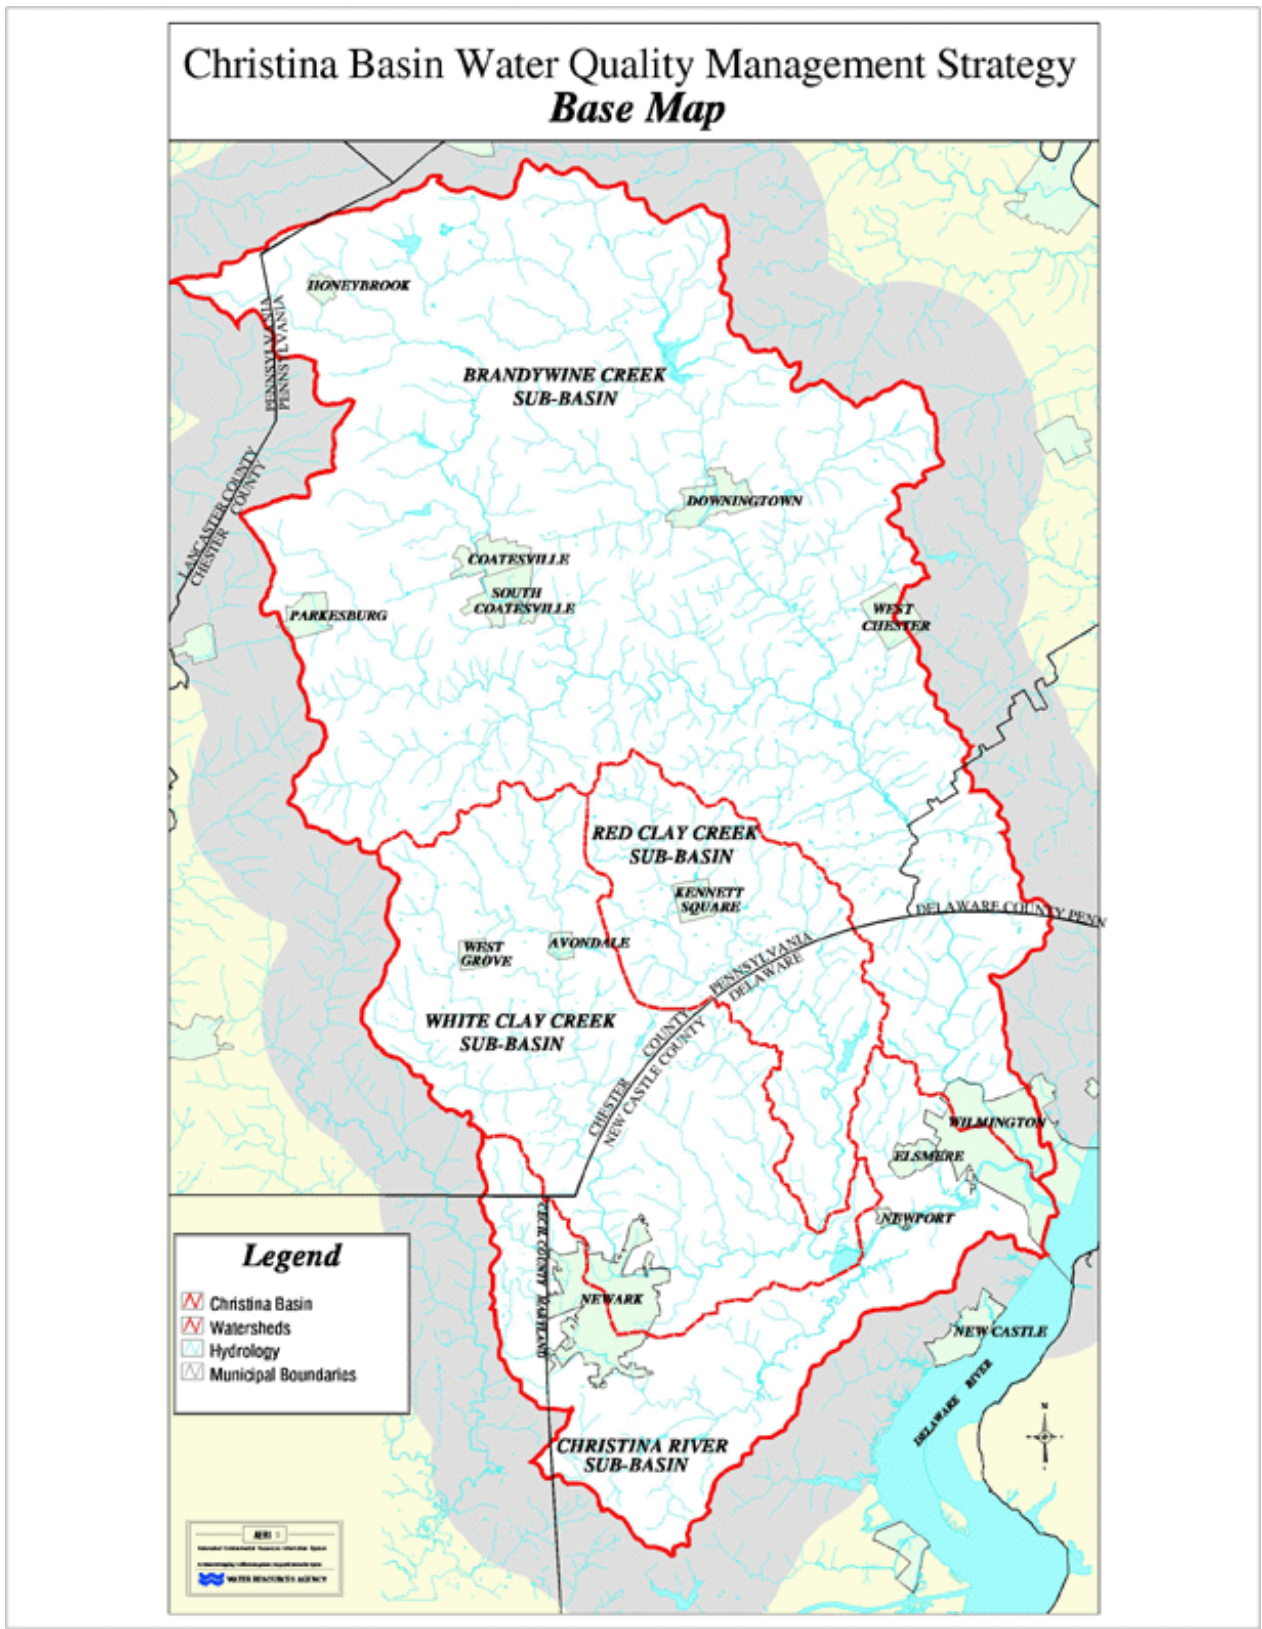 Christina Basin Water Quality Management Strategy
Base Map
HONEYBROOK
PENNSYLVANIA
PENNSYLVANIA
BRANDYWINE CREEK
SUB-BASIN
LANCASTER COUNTY
CHESTER COUNTY
DOWNINGTOWN
COATESVILLE
SOUTH
COATESVILLE
PARKESBURG
WEST
CHESTER
RED CLAY CREEK
SUB-BASIN
KENNETT
SQUARE
DELAWARE COUNTY PENN
WEST
GROVE
AVONDALE
PENNSYLVANIA
DELAWARE
WHITE CLAY CREEK
SUB-BASIN
CHESTER COUNTY
NEW CASTLE COUNTY
WILMINGTON
ELSMERE
NEWPORT
CECIL COUNTY MARYLAND
NEWARK
NEW CASTLE
DELAWARE RIVER
N
CHRISTINA RIVER
SUB-BASIN
Legend
Christina Basin
Watersheds
Hydrology
Municipal Boundaries
WATER RESOURCES AGENCY